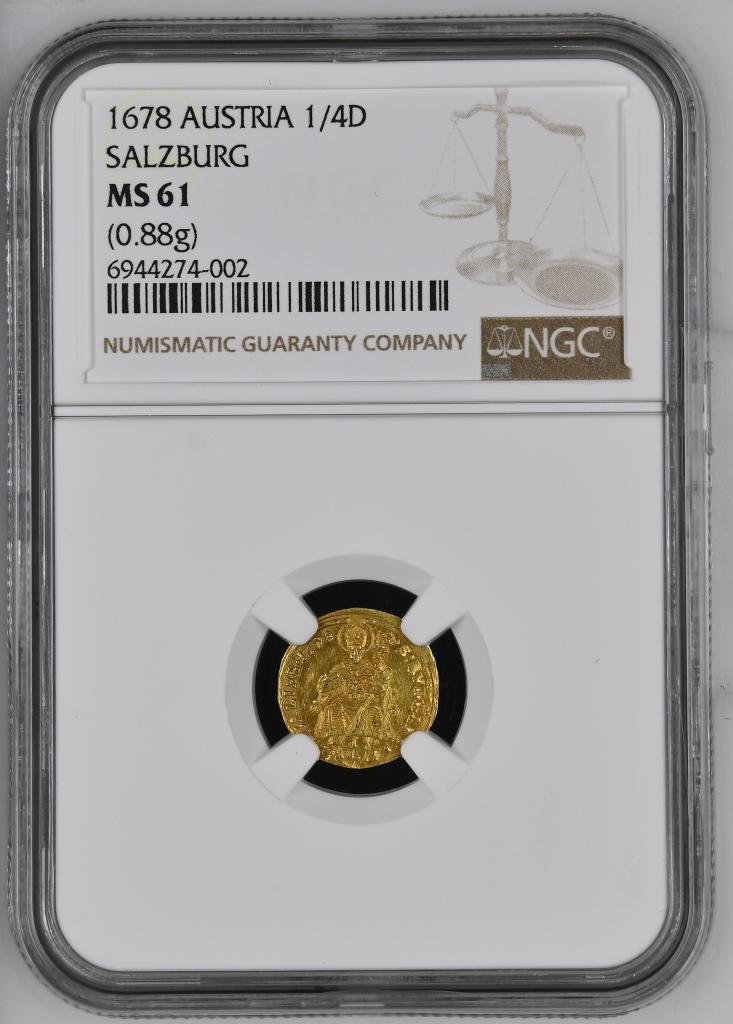 1678 AUSTRIA 1/4D
SALZBURG
MS 61
(0.88g)
6944274-002
NUMISMATIC GUARANTY COMPANY
NGC®